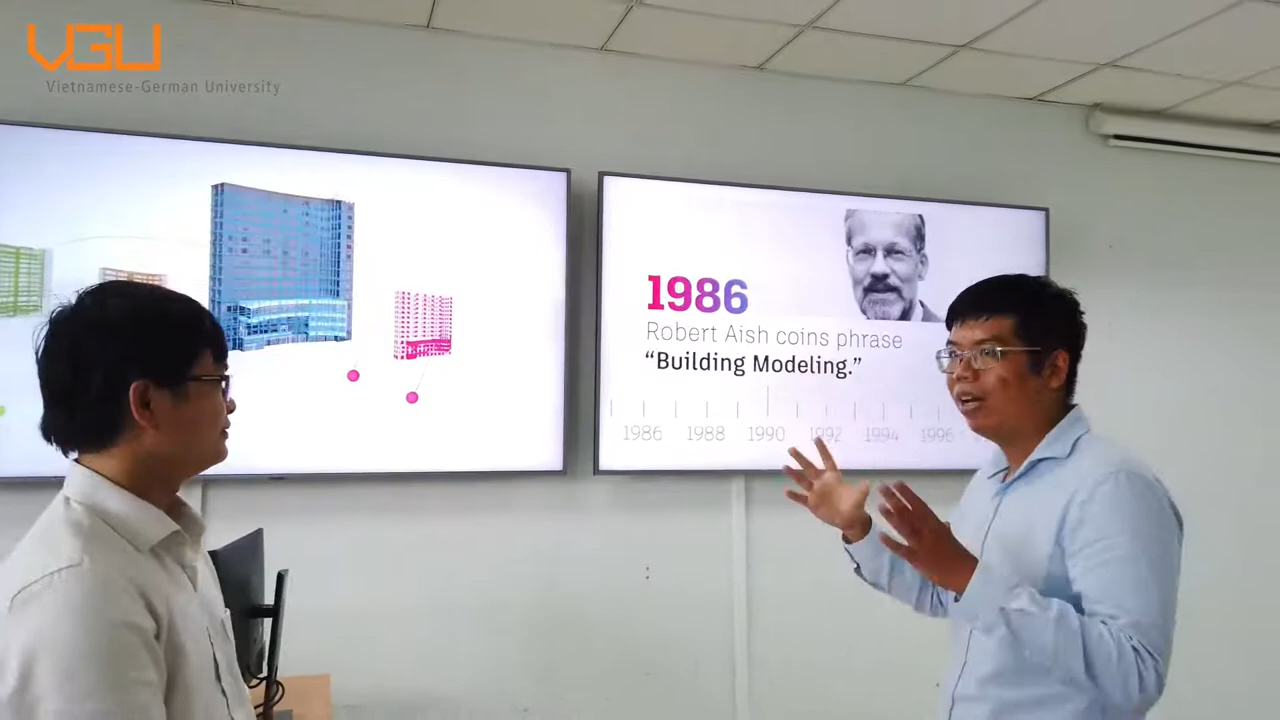 VGU
Vietnamese-German University
1986
Robert Aish coins phrase
“Building Modeling.”
1986 1988 1990 1992 1994 1996